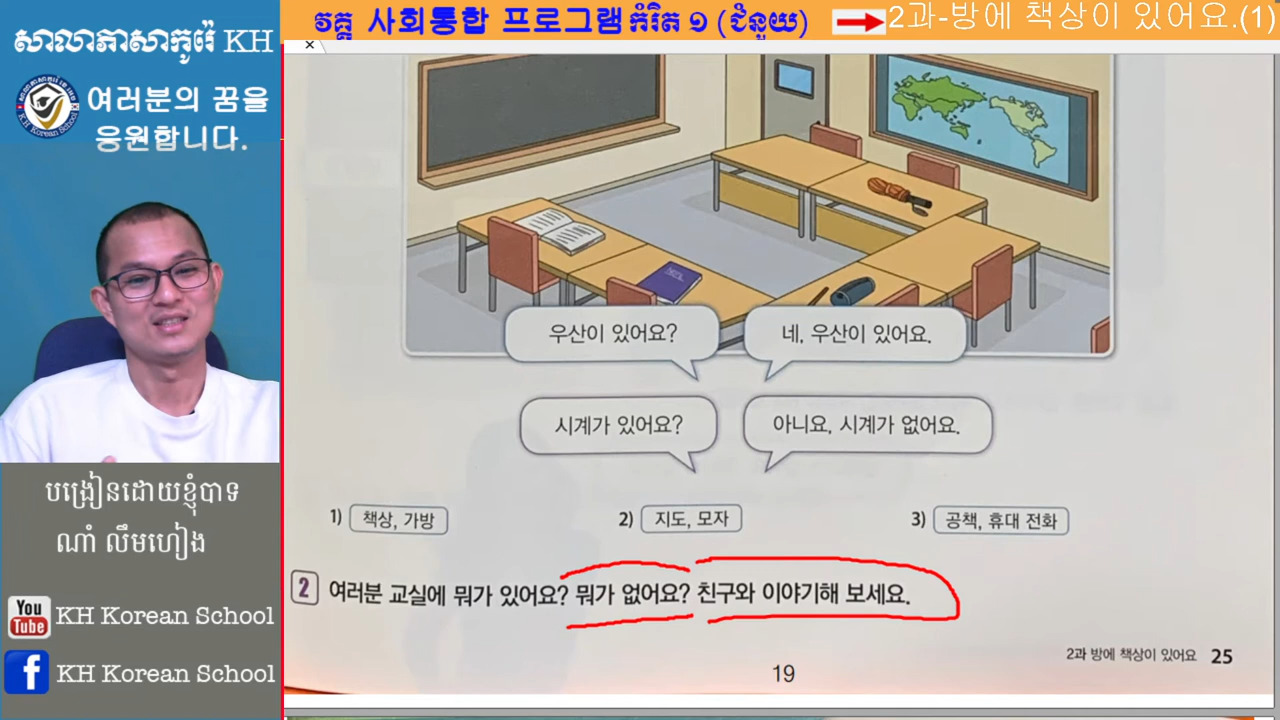 សាលាភាសាកូរ៉េ KH
여러분의 꿈을
응원합니다.
វគ្គ 사회통합 프로그램 កំរិត ១ (ជំនួយ)
2과-방에 책상이 있어요.(1)
우산이 있어요?
네, 우산이 있어요.
시계가 있어요?
아니요, 시계가 없어요.
1) 책상, 가방
2) 지도, 모자
3) 공책, 휴대 전화
2 여러분 교실에 뭐가 있어요? 뭐가 없어요? 친구와 이야기해 보세요.
2과 방에 책상이 있어요 25
19
បង្រៀនដោយខ្ញុំបាទ
ណាំ លឹមហៀង
You Tube KH Korean School
f KH Korean School